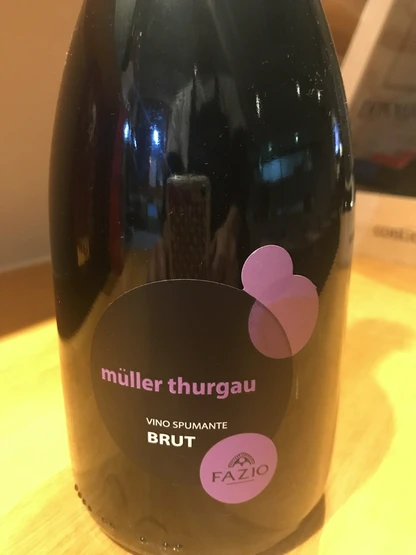 müller thurgau
VINO SPUMANTE
BRUT
FAZIO